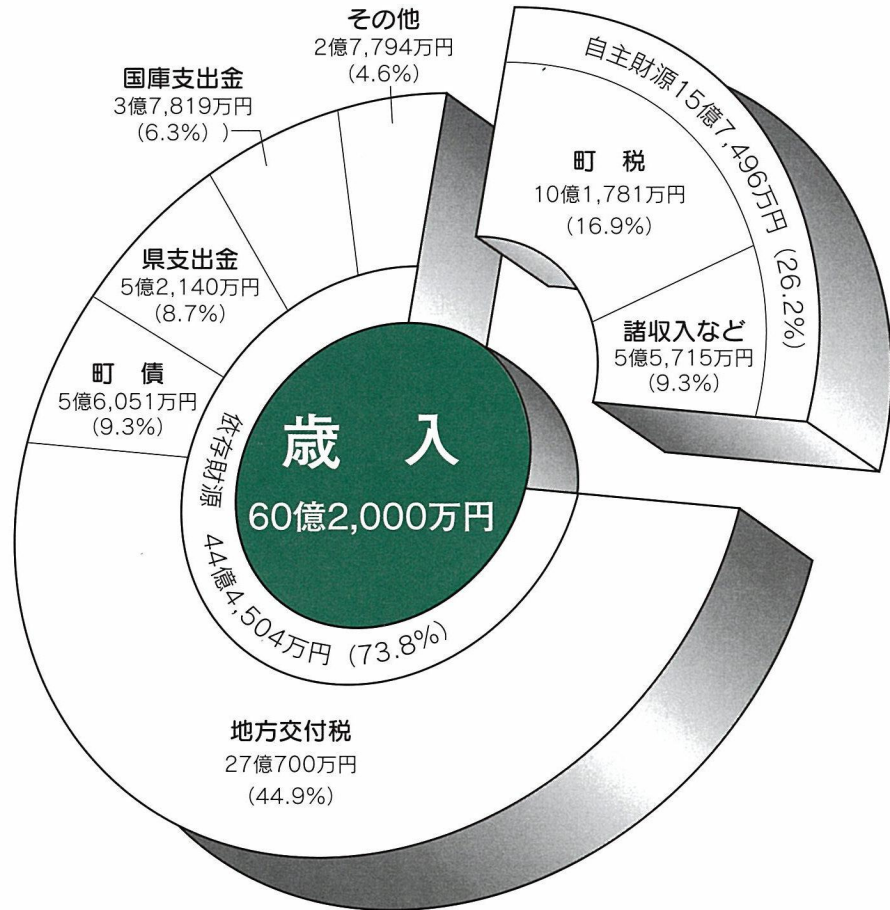 その他
2億7,794万円
(4.6%)
国庫支出金
3億7,819万円
(6.3%) )
県支出金
5億2,140万円
(8.7%)
町 債
5億6,051万円
(9.3%)
自主財源15億7,496万円 (26.2%)
町 税
10億1,781万円
(16.9%)
諸収入など
5億5,715万円
(9.3%)
歳 入
60億2,000万円
依存財源 44億4,504万円 (73.8%)
地方交付税
27億700万円
(44.9%)